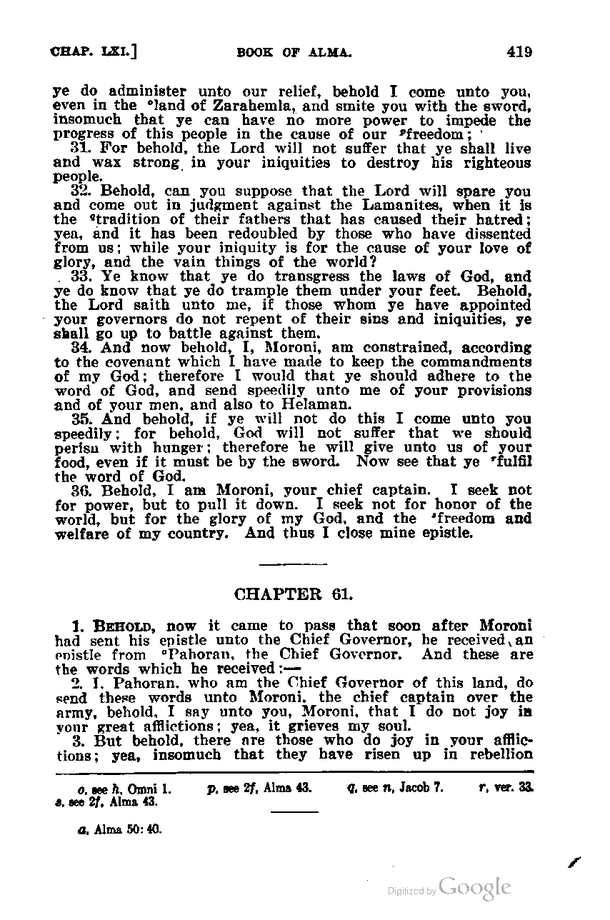 CHAP. LXI.] BOOK OF ALMA. 419
ye do administer unto our relief, behold I come unto you,
even in the °land of Zarahemla, and smite you with the sword,
insomuch that ye can have no more power to impede the
progress of this people in the cause of our ᵖfreedom;
31. For behold, the Lord will not suffer that ye shall live
and wax strong in your iniquities to destroy his righteous
people.
32. Behold, can you suppose that the Lord will spare you
and come out in judgment against the Lamanites, when it is
the ᑫtradition of their fathers that has caused their hatred;
yea, and it has been redoubled by those who have dissented
from us; while your iniquity is for the cause of your love of
glory, and the vain things of the world?
33. Ye know that ye do transgress the laws of God, and
ye do know that ye do trample them under your feet. Behold,
the Lord saith unto me, if those whom ye have appointed
your governors do not repent of their sins and iniquities, ye
shall go up to battle against them.
34. And now behold, I, Moroni, am constrained, according
to the covenant which I have made to keep the commandments
of my God; therefore I would that ye should adhere to the
word of God, and send speedily unto me of your provisions
and of your men, and also to Helaman.
35. And behold, if ye will not do this I come unto you
speedily; for behold, God will not suffer that we should
perish with hunger; therefore he will give unto us of your
food, even if it must be by the sword. Now see that ye ʳfulfil
the word of God.
36. Behold, I am Moroni, your chief captain. I seek not
for power, but to pull it down. I seek not for honor of the
world, but for the glory of my God, and the ˢfreedom and
welfare of my country. And thus I close mine epistle.
CHAPTER 61.
1. BEHOLD, now it came to pass that soon after Moroni
had sent his epistle unto the Chief Governor, he received an
epistle from ᵃPahoran, the Chief Governor. And these are
the words which he received:—
2. I, Pahoran, who am the Chief Governor of this land, do
send these words unto Moroni, the chief captain over the
army, behold, I say unto you, Moroni, that I do not joy in
your great afflictions; yea, it grieves my soul.
3. But behold, there are those who do joy in your afflic-
tions; yea, insomuch that they have risen up in rebellion
o, see h, Omni 1. p, see 2f, Alma 43. q, see n, Jacob 7. r, ver. 33.
s, see 2f, Alma 43.
a, Alma 50: 40.
Digitized by Google